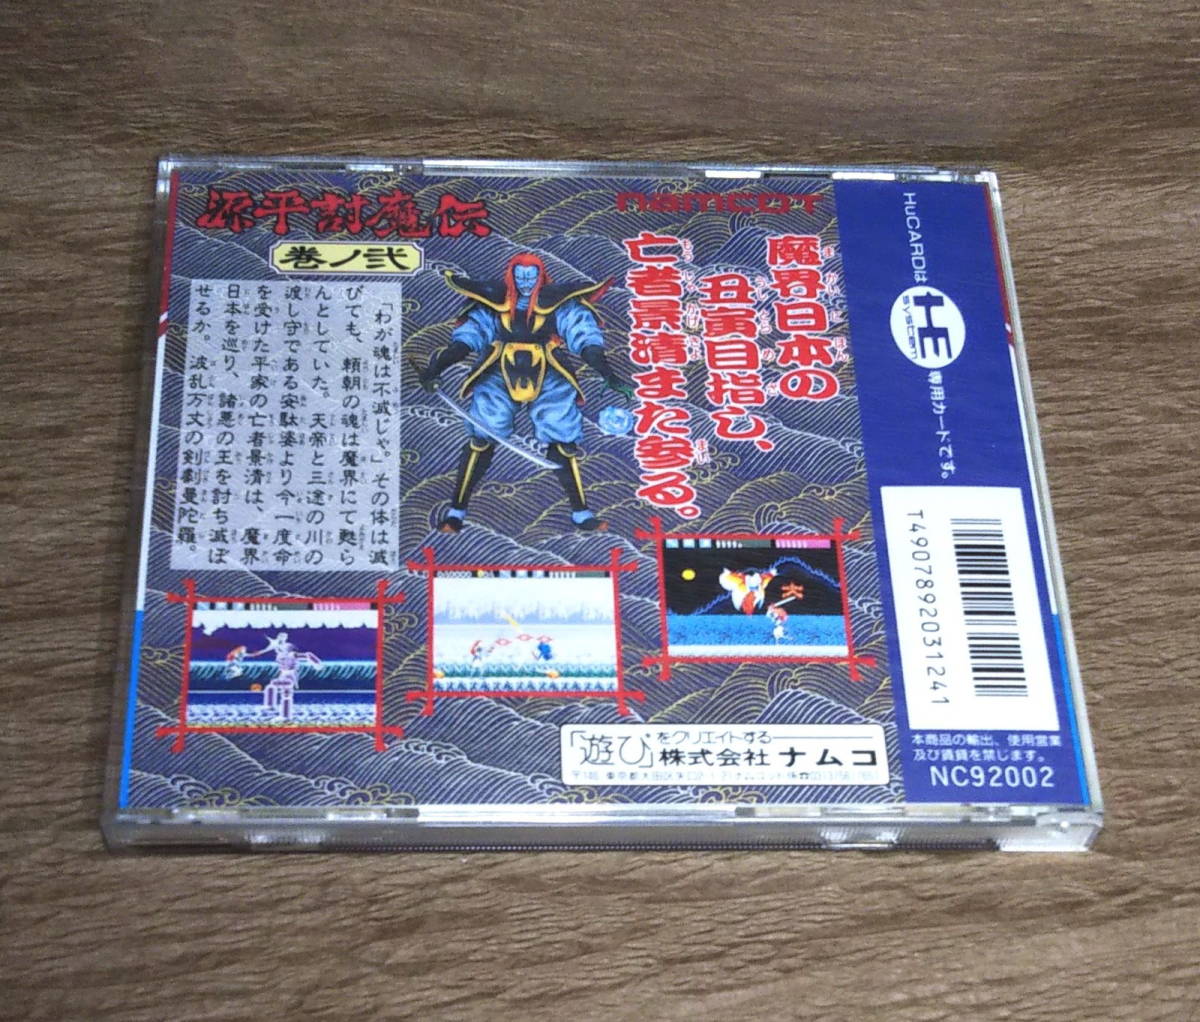 源平討魔伝
巻ノ弐
namcot
魔界日本の
丑寅目指し、
亡者景清また参る。
「わが魂は不滅じゃ。」その体は滅
びても、頼朝の魂は魔界にて甦ら
んとしていた。天帝と三途の川の
渡し守である安駄婆より今一度命
を受けた平家の亡者景清は、魔界
日本を巡り、諸悪の王を討ち滅ぼ
せるか。波乱万丈の剣劇曼陀羅。
「遊び」をクリエイトする
株式会社ナムコ
HuCARDは HE system 専用カードです。
T4907892031241
本商品の輸出、使用営業
及び賃貸を禁じます。
NC92002